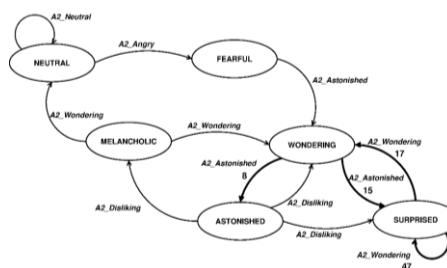 A2_Neutral
A2_Angry
NEUTRAL
FEARFUL
A2_Astonished
A2_Wondering
MELANCHOLIC
A2_Wondering
WONDERING
A2_Wondering
17
A2_Astonished
8
A2_Astonished
15
A2_Disliking
A2_Disliking
ASTONISHED
A2_Disliking
SURPRISED
A2_Wondering
47